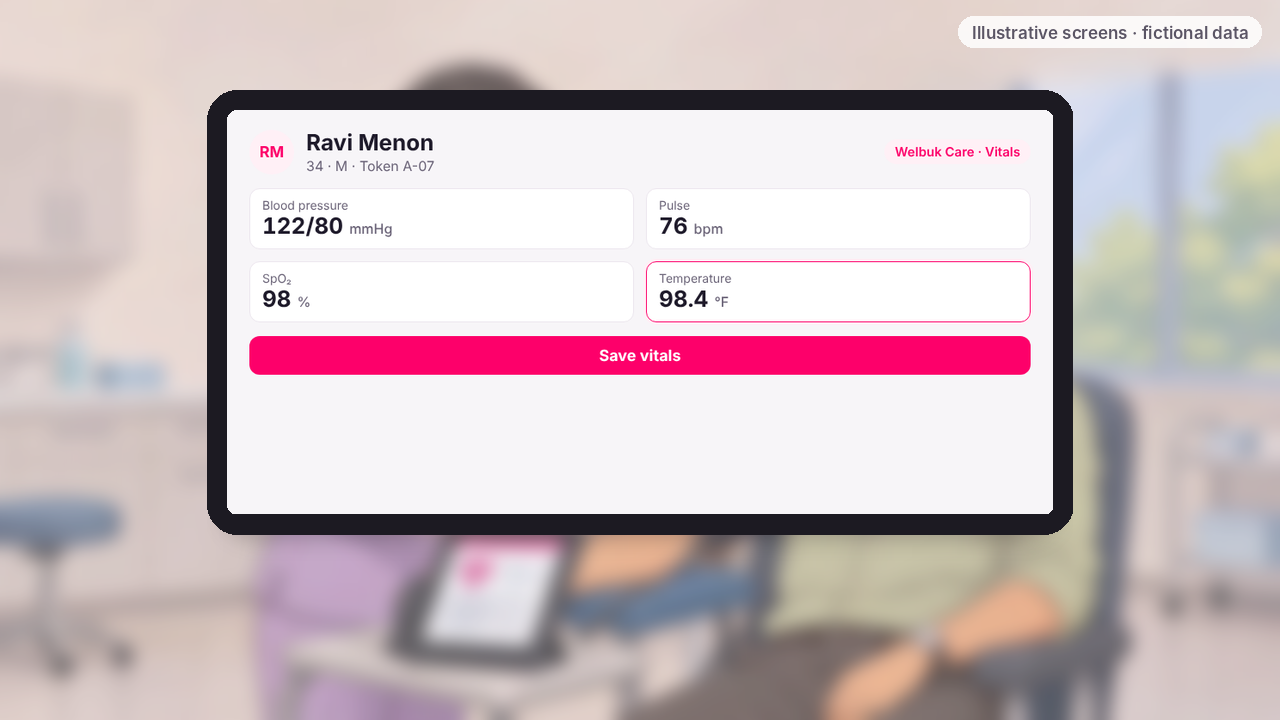 Illustrative screens · fictional data
RM
Ravi Menon
34 · M · Token A-07
Welbuk Care · Vitals
Blood pressure
122/80 mmHg
Pulse
76 bpm
SpO₂
98 %
Temperature
98.4 °F
Save vitals